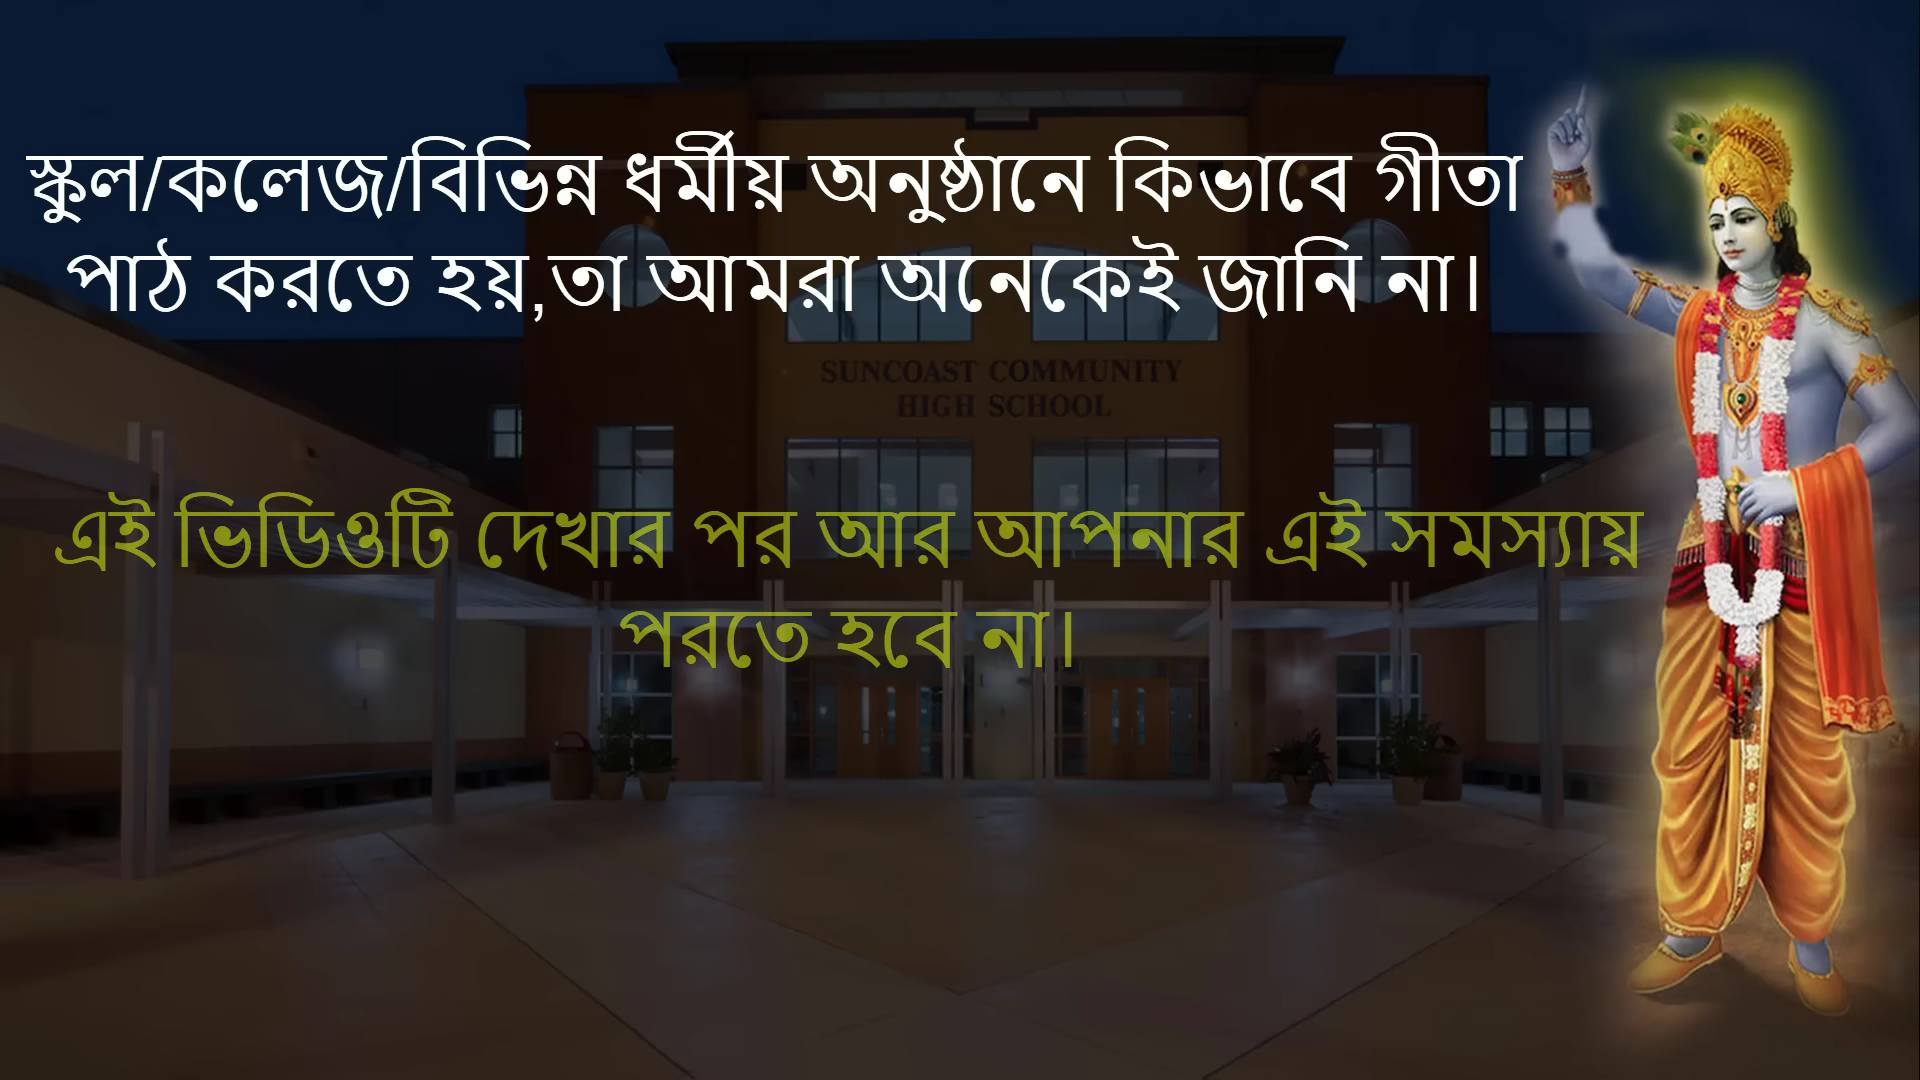 স্কুল/কলেজ/বিভিন্ন ধর্মীয় অনুষ্ঠানে কিভাবে গীতা
পাঠ করতে হয়,তা আমরা অনেকেই জানি না।
SUNCOAST COMMUNITY
HIGH SCHOOL
এই ভিডিওটি দেখার পর আর আপনার এই সমস্যায়
পরতে হবে না।